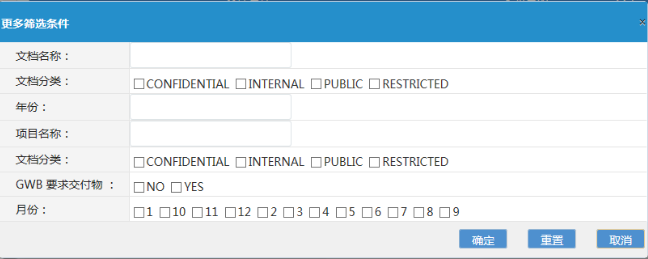 更多筛选条件
文档名称：
文档分类： CONFIDENTIAL INTERNAL PUBLIC RESTRICTED
年份：
项目名称：
文档分类： CONFIDENTIAL INTERNAL PUBLIC RESTRICTED
GWB 要求交付物 ： NO YES
月份： 1 10 11 12 2 3 4 5 6 7 8 9
确定 重置 取消